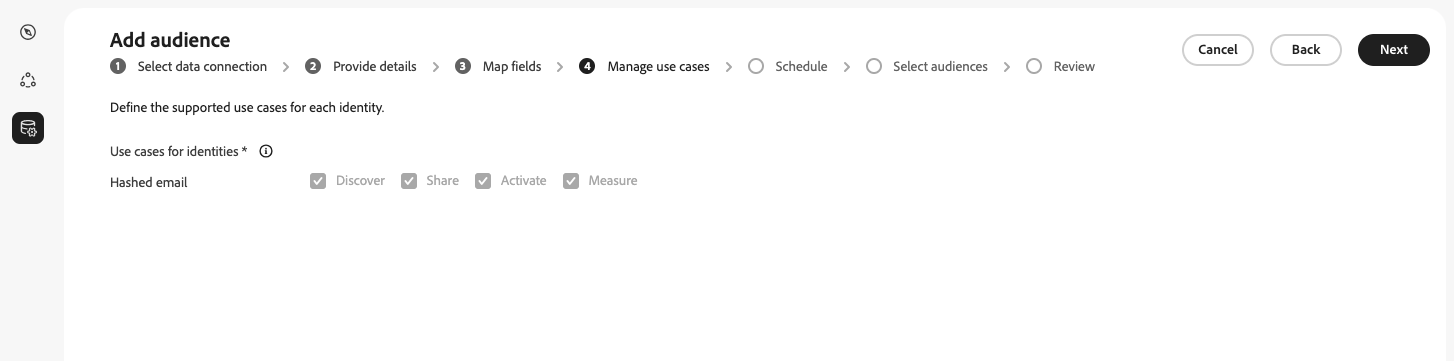 Add audience
Cancel Back Next
1 Select data connection 2 Provide details 3 Map fields 4 Manage use cases Schedule Select audiences Review
Define the supported use cases for each identity.
Use cases for identities *
Hashed email Discover Share Activate Measure